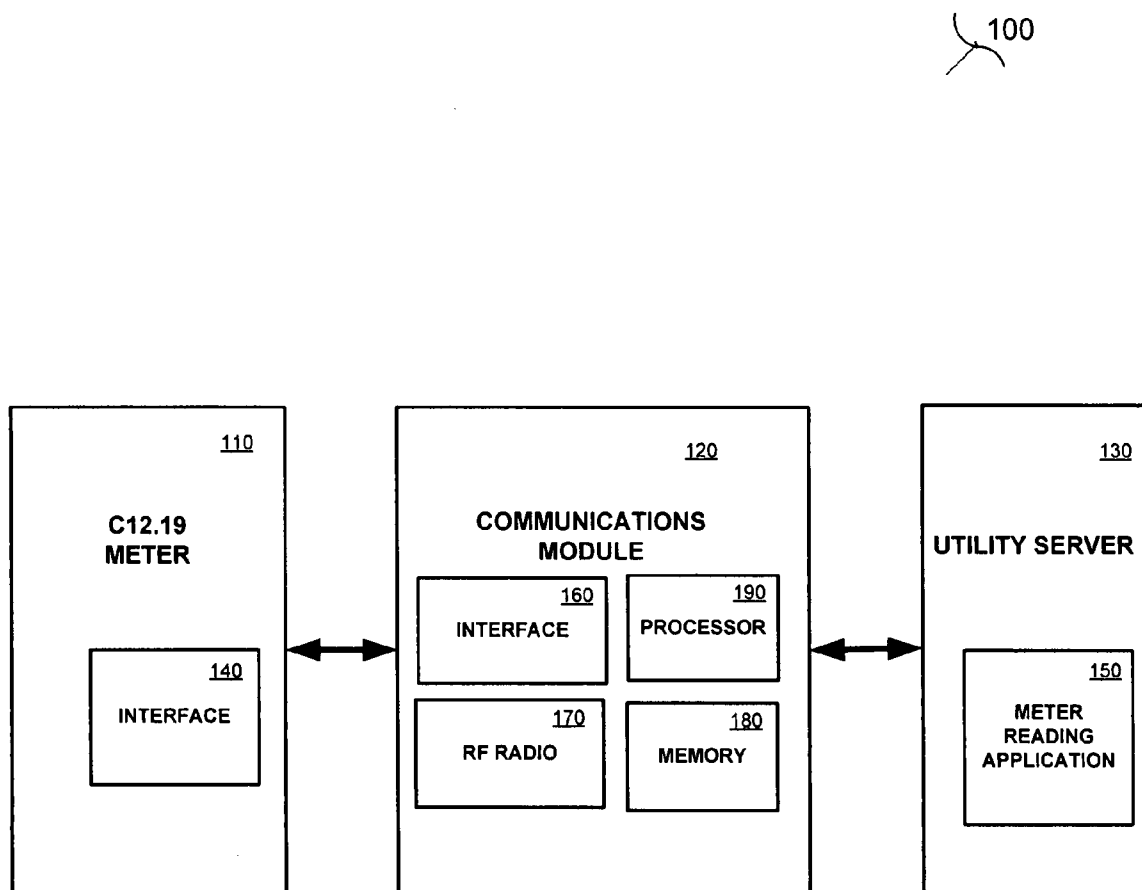 100
110
C12.19
METER
140
INTERFACE
120
COMMUNICATIONS
MODULE
160
INTERFACE
190
PROCESSOR
170
RF RADIO
180
MEMORY
130
UTILITY SERVER
150
METER
READING
APPLICATION